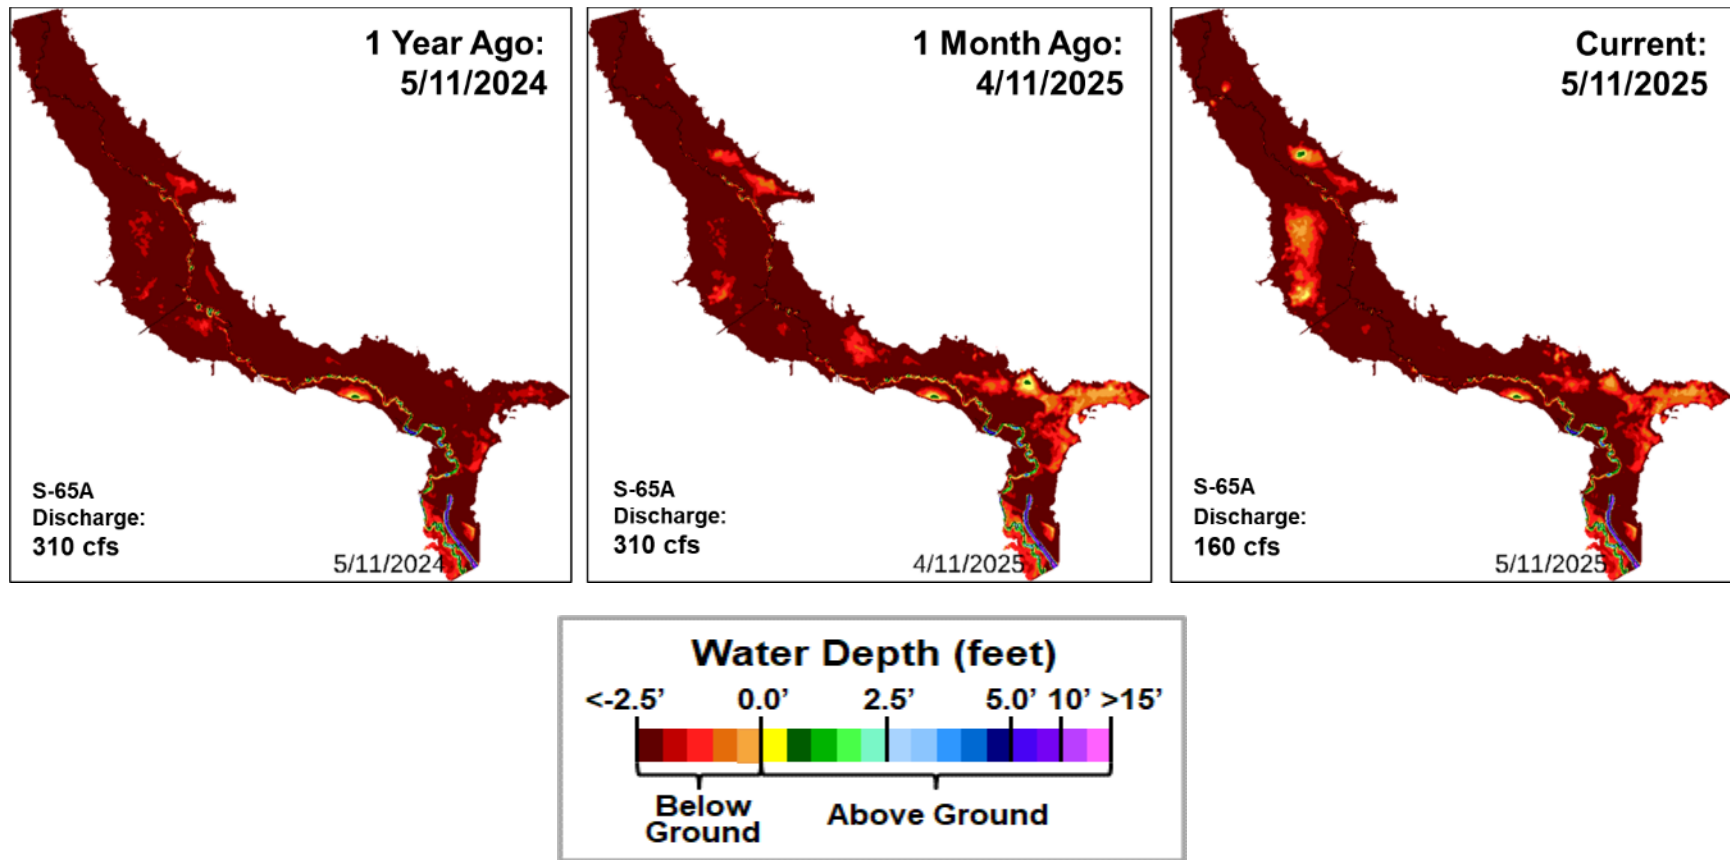 1 Year Ago:
5/11/2024
S-65A
Discharge:
310 cfs
5/11/2024
1 Month Ago:
4/11/2025
S-65A
Discharge:
310 cfs
4/11/2025
Current:
5/11/2025
S-65A
Discharge:
160 cfs
5/11/2025
Water Depth (feet)
<-2.5’ 0.0’ 2.5’ 5.0’ 10’ >15’
Below
Ground
Above Ground